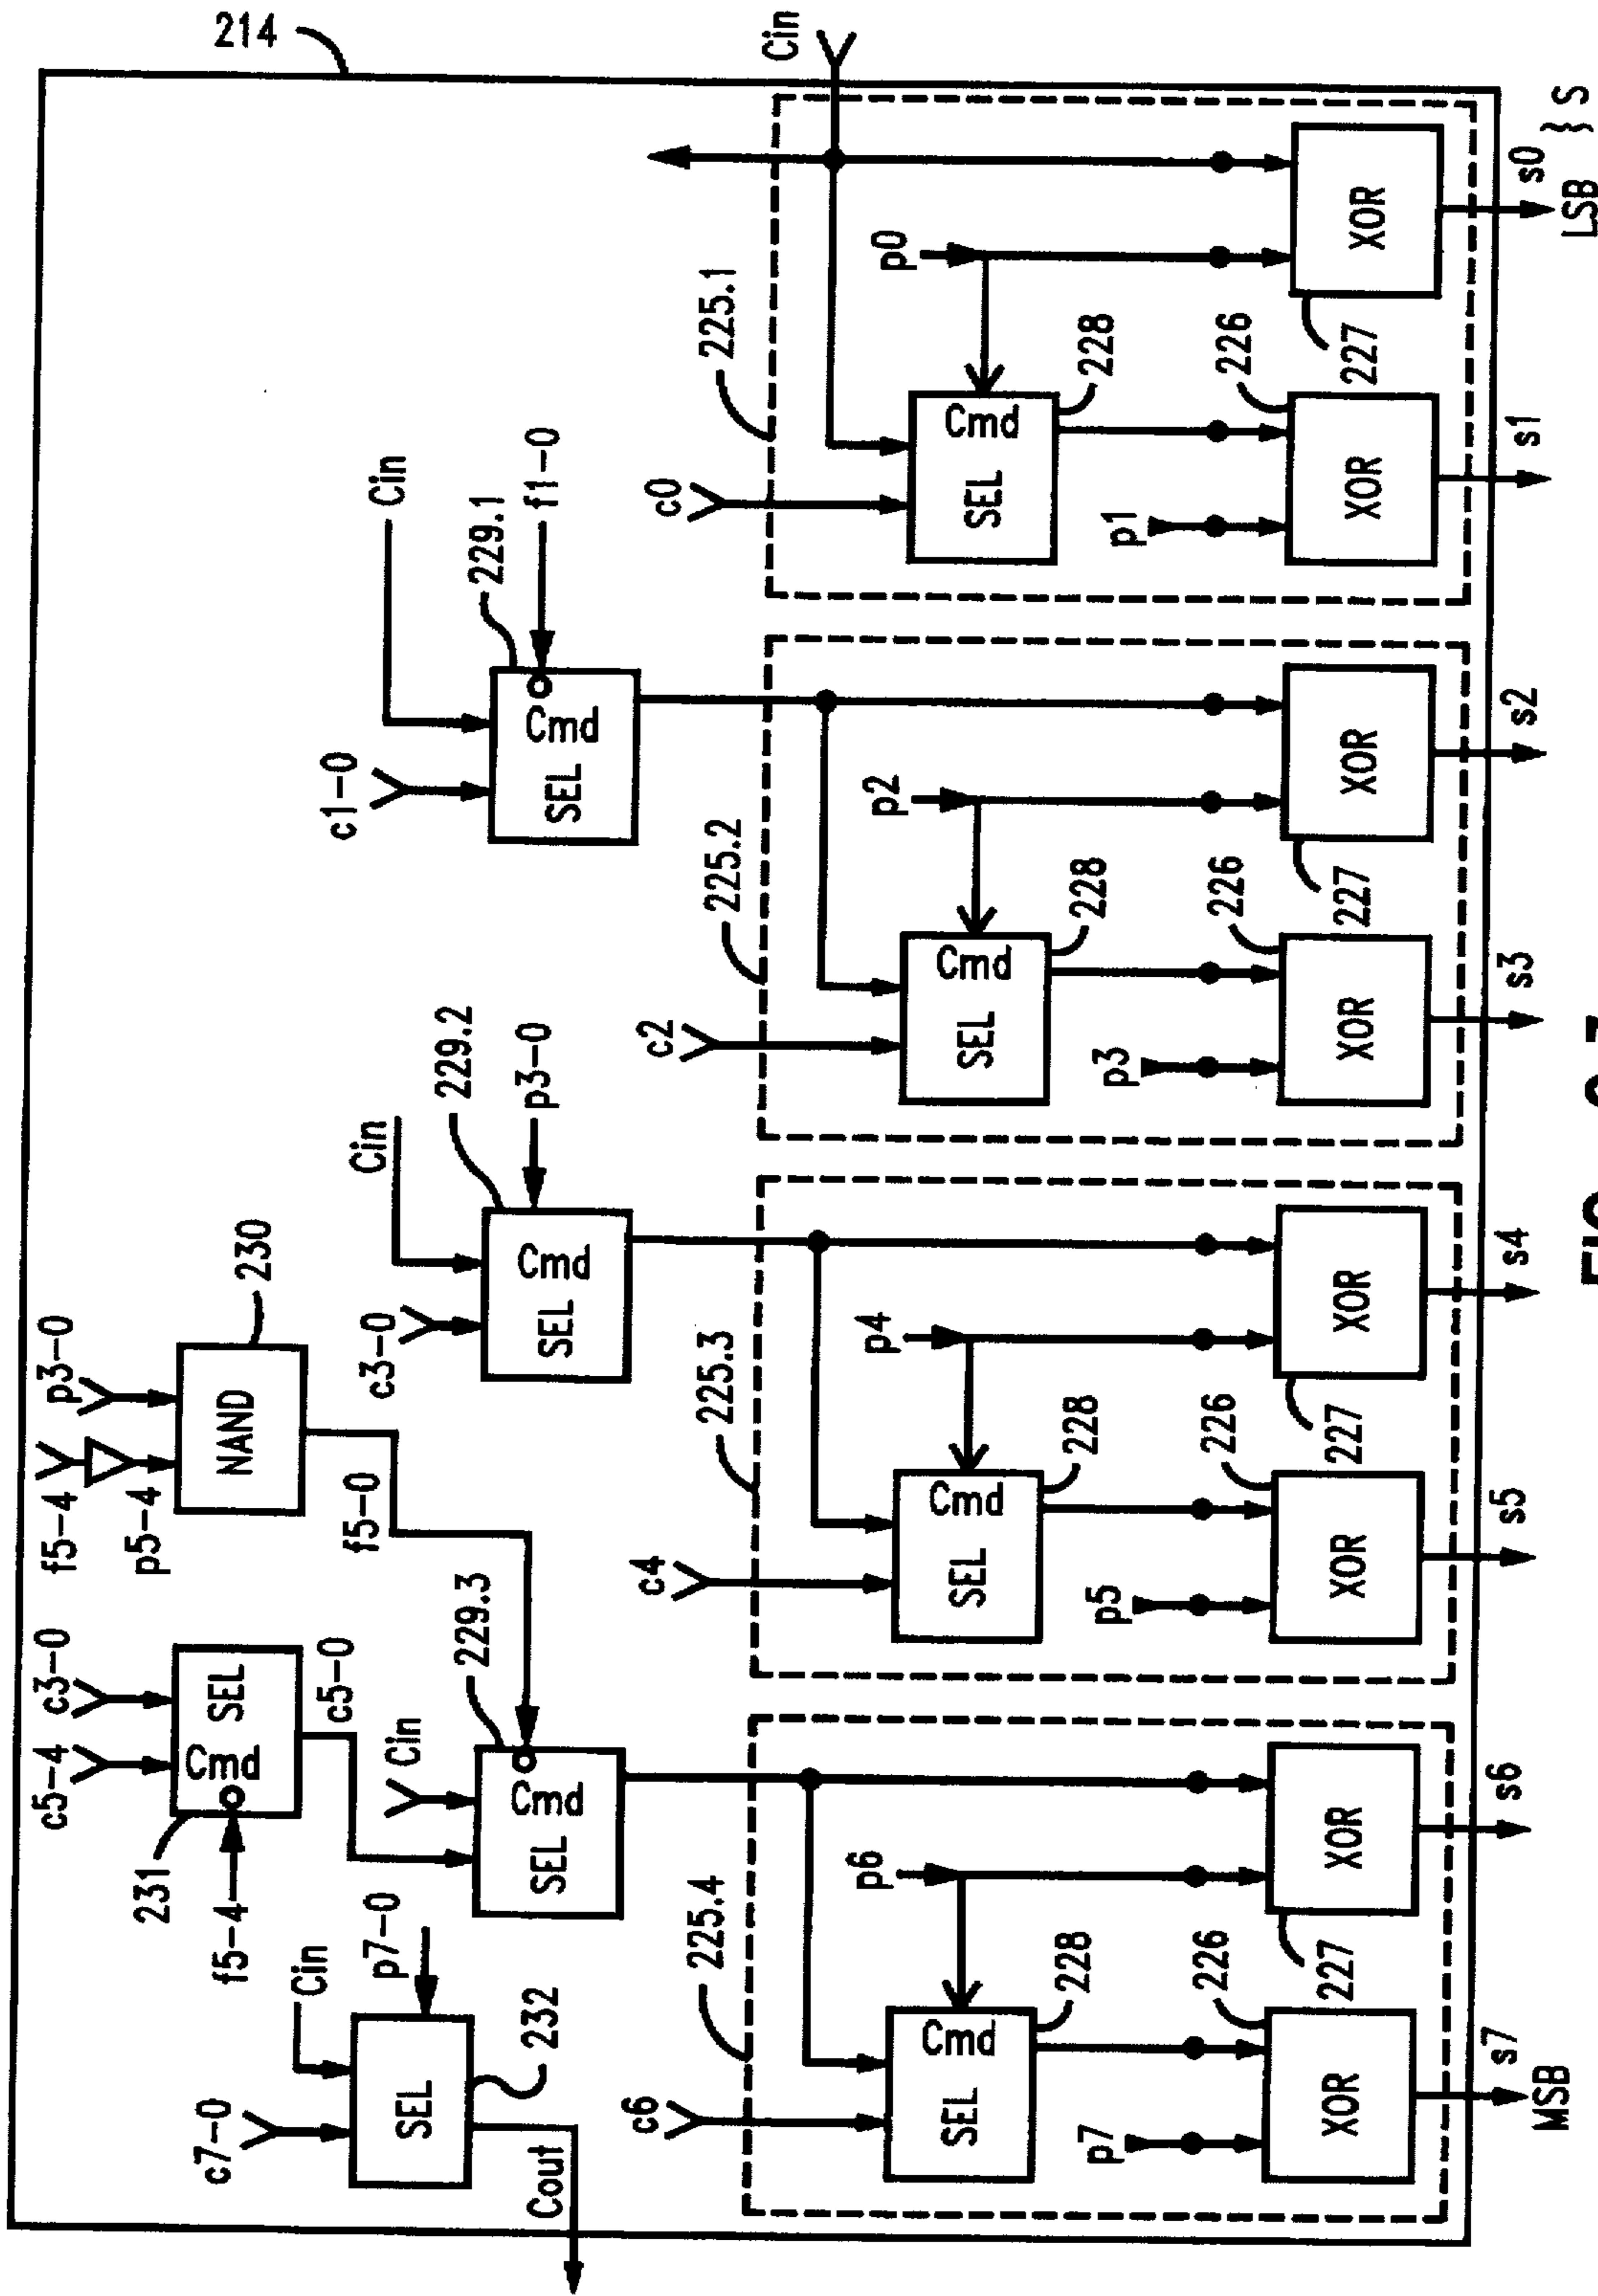 214
f5-4
p3-0
c5-4
c3-0
p5-4
NAND
230
Cmd
SEL
231
f5-4
c5-0
f5-0
c7-0
Cin
p7-0
SEL
232
Cout
Cin
229.3
Cmd
SEL
c3-0
Cin
229.2
p3-0
Cmd
SEL
c1-0
Cin
229.1
f1-0
Cmd
SEL
Cin
225.4
c6
p6
Cmd
SEL
228
p7
226
XOR
227
XOR
225.3
c4
p4
Cmd
SEL
228
p5
226
XOR
227
XOR
225.2
c2
p2
Cmd
SEL
228
p3
226
XOR
227
XOR
225.1
c0
p0
Cmd
SEL
228
p1
226
XOR
227
XOR
s7
s6
s5
s4
s3
s2
s1
s0
MSB
LSB
S